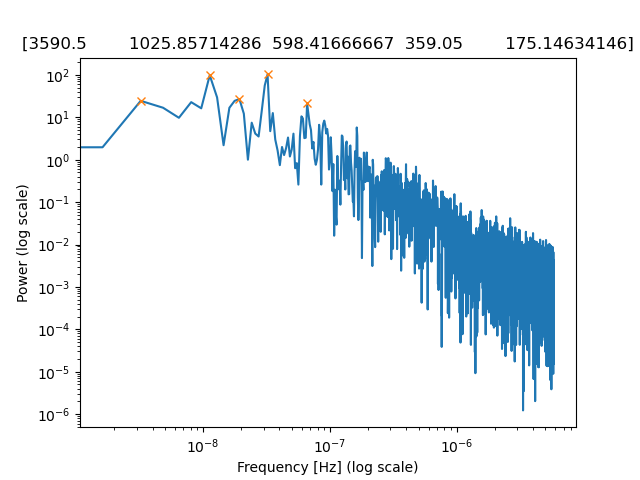 [3590.5 1025.85714286 598.41666667 359.05 175.14634146]
10²
10¹
10⁰
10⁻¹
10⁻²
10⁻³
10⁻⁴
10⁻⁵
10⁻⁶
Power (log scale)
10⁻⁸ 10⁻⁷ 10⁻⁶
Frequency [Hz] (log scale)